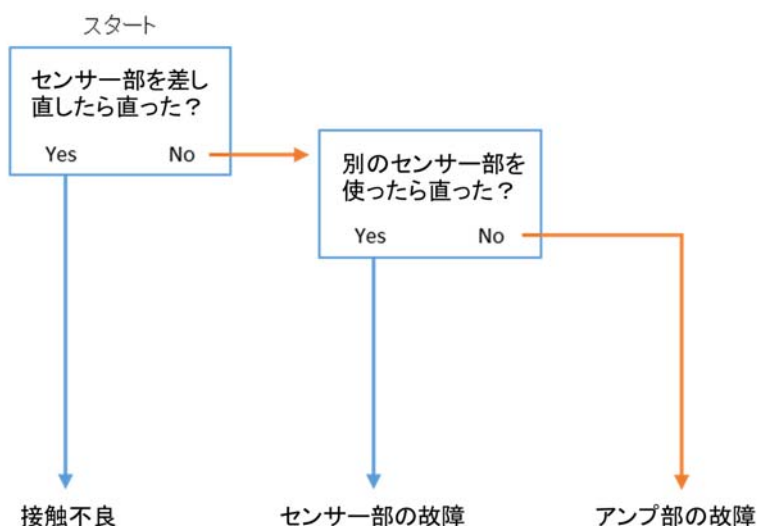 スタート
センサー部を差し
直したら直った？
Yes No
別のセンサー部を
使ったら直った？
Yes No
接触不良 センサー部の故障 アンプ部の故障